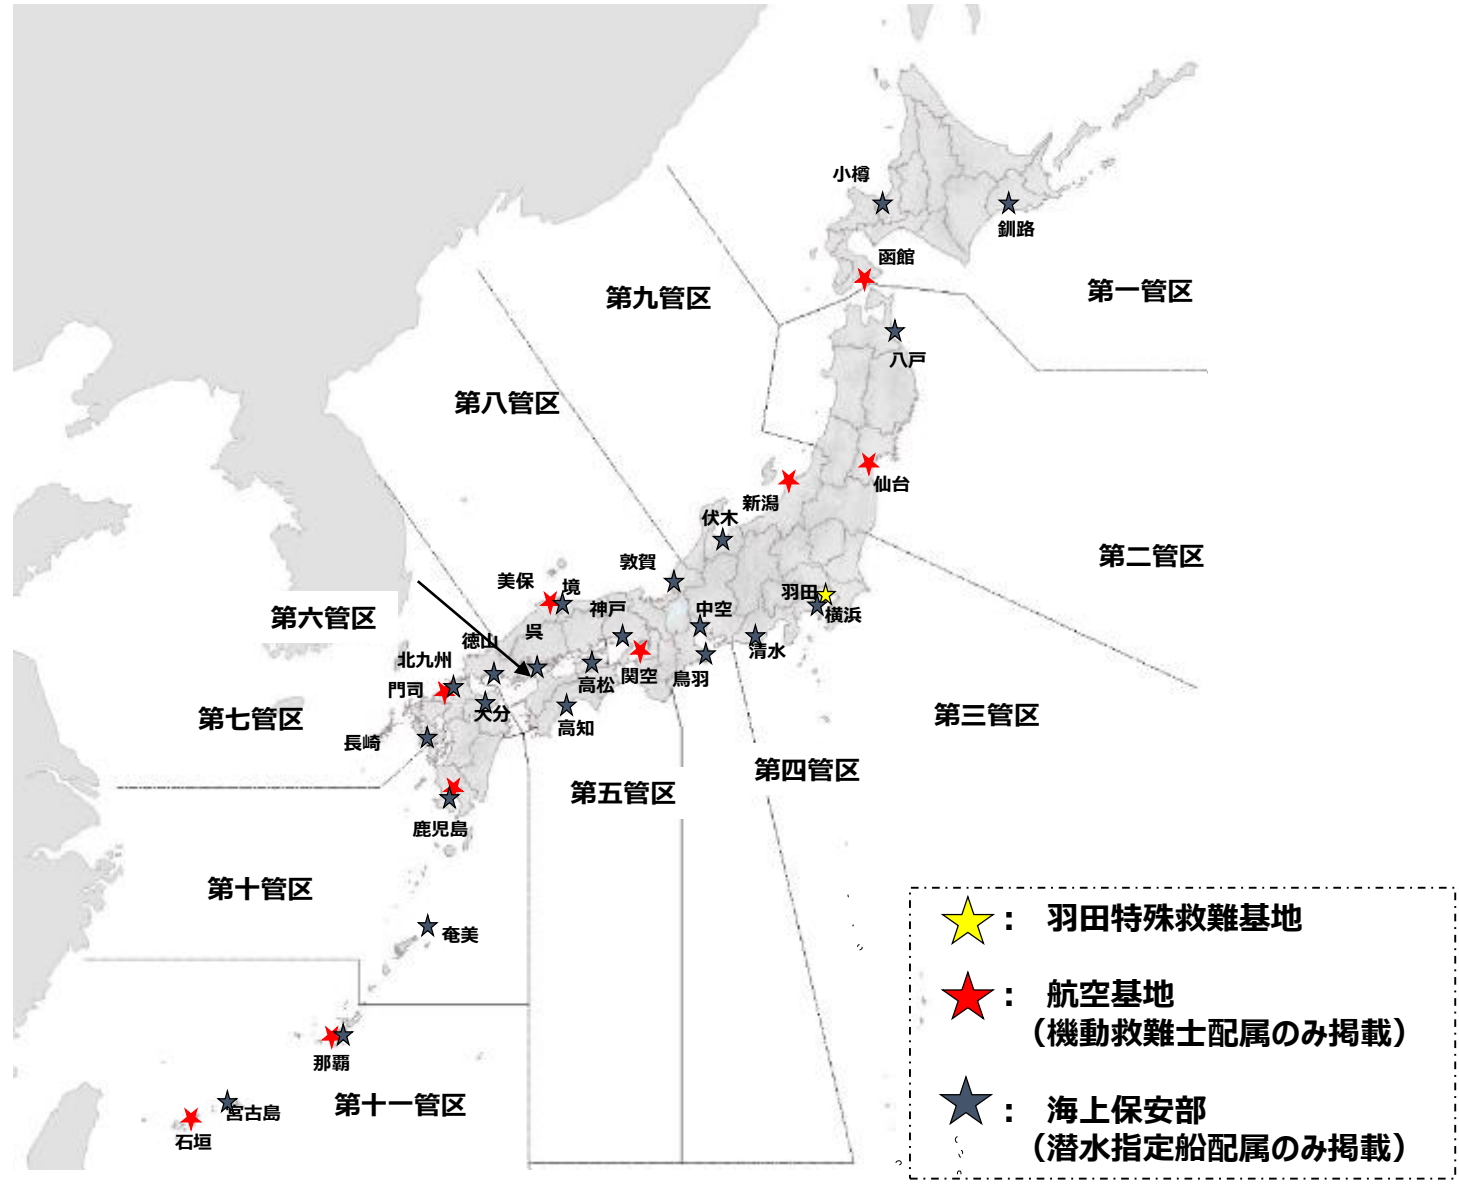 小樽
釧路
函館
第一管区
第九管区
八戸
第八管区
仙台
新潟
伏木
第二管区
敦賀
美保
境
羽田
横浜
神戸
中空
第六管区
呉
徳山
清水
北九州
関空
鳥羽
高松
門司
大分
第七管区
高知
第三管区
長崎
第四管区
第五管区
鹿児島
第十管区
奄美
那覇
第十一管区
宮古島
石垣
： 羽田特殊救難基地
： 航空基地
（機動救難士配属のみ掲載）
： 海上保安部
（潜水指定船配属のみ掲載）